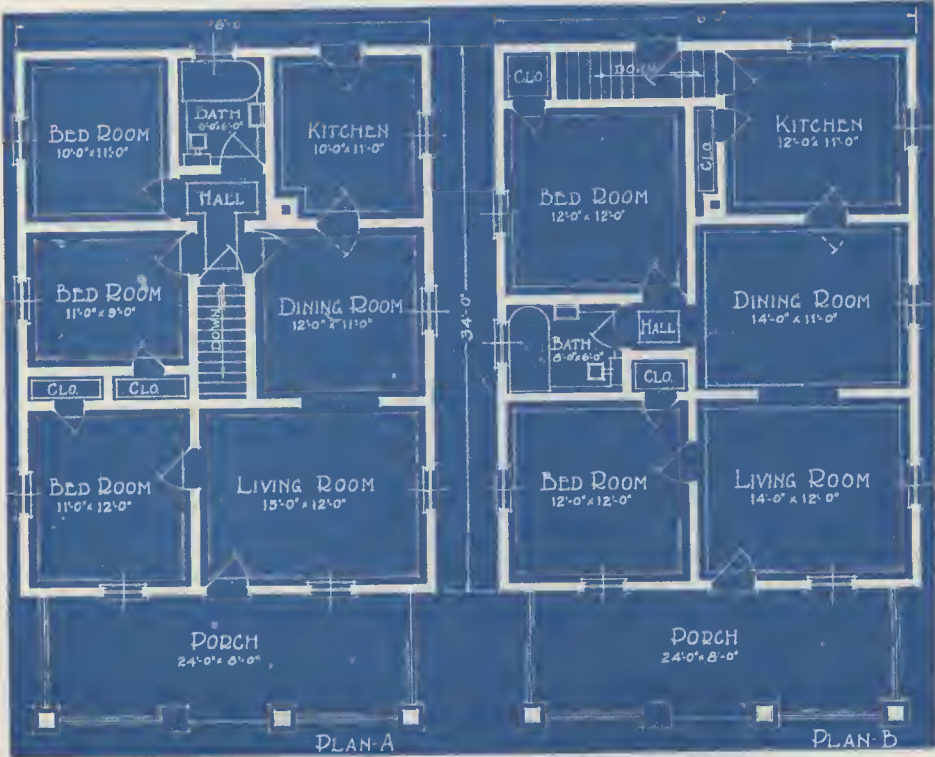 BED ROOM
10'-0" x 11'-0"
BATH
KITCHEN
10'-0" x 11'-0"
HALL
BED ROOM
11'-0" x 9'-0"
DOWN
DINING ROOM
12'-0" x 11'-0"
CLO.
CLO.
BED ROOM
11'-0" x 12'-0"
LIVING ROOM
15'-0" x 12'-0"
PORCH
24'-0" x 8'-0"
PLAN-A
34'-0"
CLO
DOWN
KITCHEN
12'-0" x 11'-0"
CLO.
BED ROOM
12'-0" x 12'-0"
DINING ROOM
14'-0" x 11'-0"
HALL
BATH
8'-0" x 6'-0"
CLO.
BED ROOM
12'-0" x 12'-0"
LIVING ROOM
14'-0" x 12'-0"
PORCH
24'-0" x 8'-0"
PLAN-B